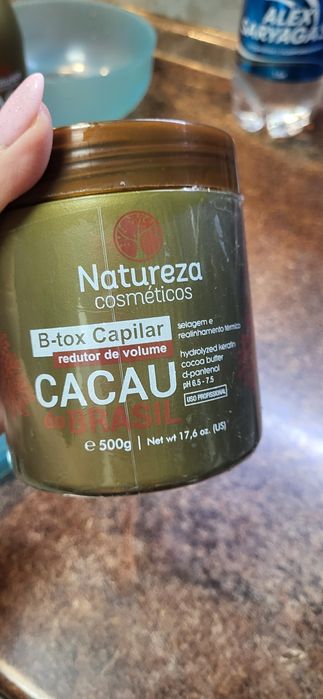 ALEX
SARYAGASH
Natureza
cosméticos
B-tox Capilar
redutor de volume
selagem e
realinhamento térmico
CACAU
do BRASIL
hydrolyzed keratin
cocoa butter
d-pantenol
pH 6.5 - 7.5
USO PROFISSIONAL
e 500g | Net wt 17,6 oz. (US)